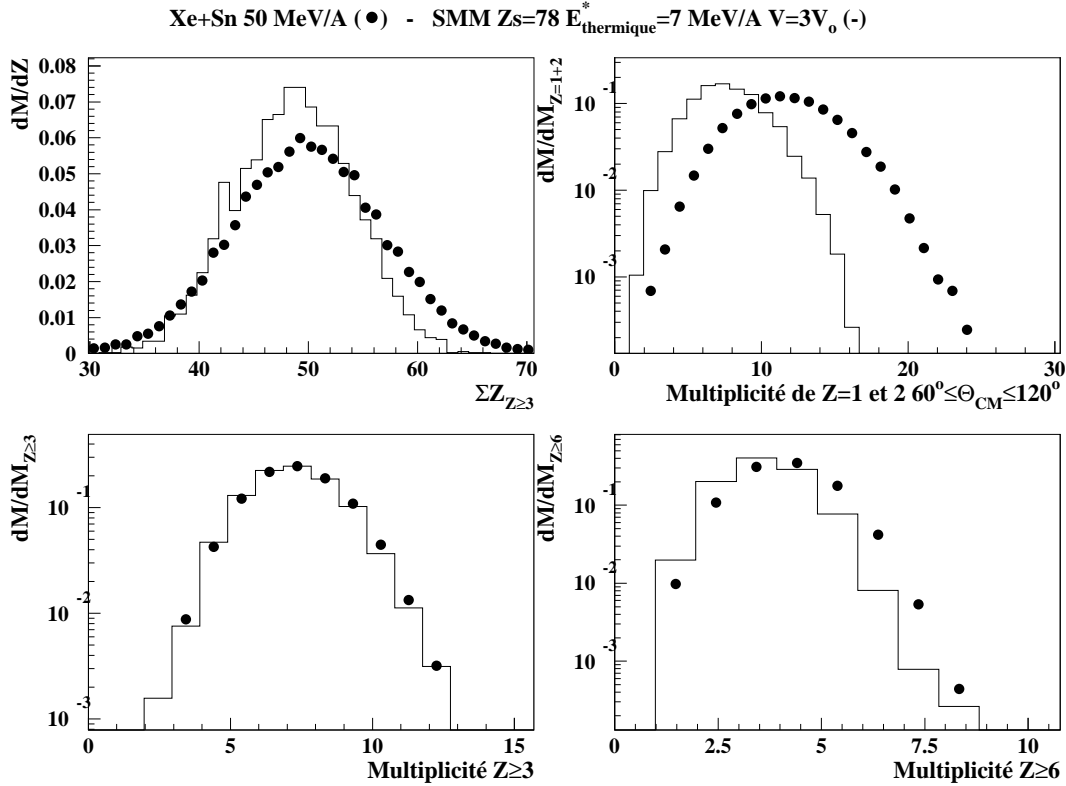 Xe+Sn 50 MeV/A (●) - SMM Zs=78 E*thermique=7 MeV/A V=3Vo (-)
dM/dZ
0.08
0.07
0.06
0.05
0.04
0.03
0.02
0.01
0
30 40 50 60 70
ΣZZ≥3
dM/dMZ=1+2
10-1
10-2
10-3
0 10 20 30
Multiplicité de Z=1 et 2 60o≤ΘCM≤120o
dM/dMZ≥3
10-1
10-2
10-3
0 5 10 15
Multiplicité Z≥3
dM/dMZ≥6
10-1
10-2
10-3
0 2.5 5 7.5 10
Multiplicité Z≥6